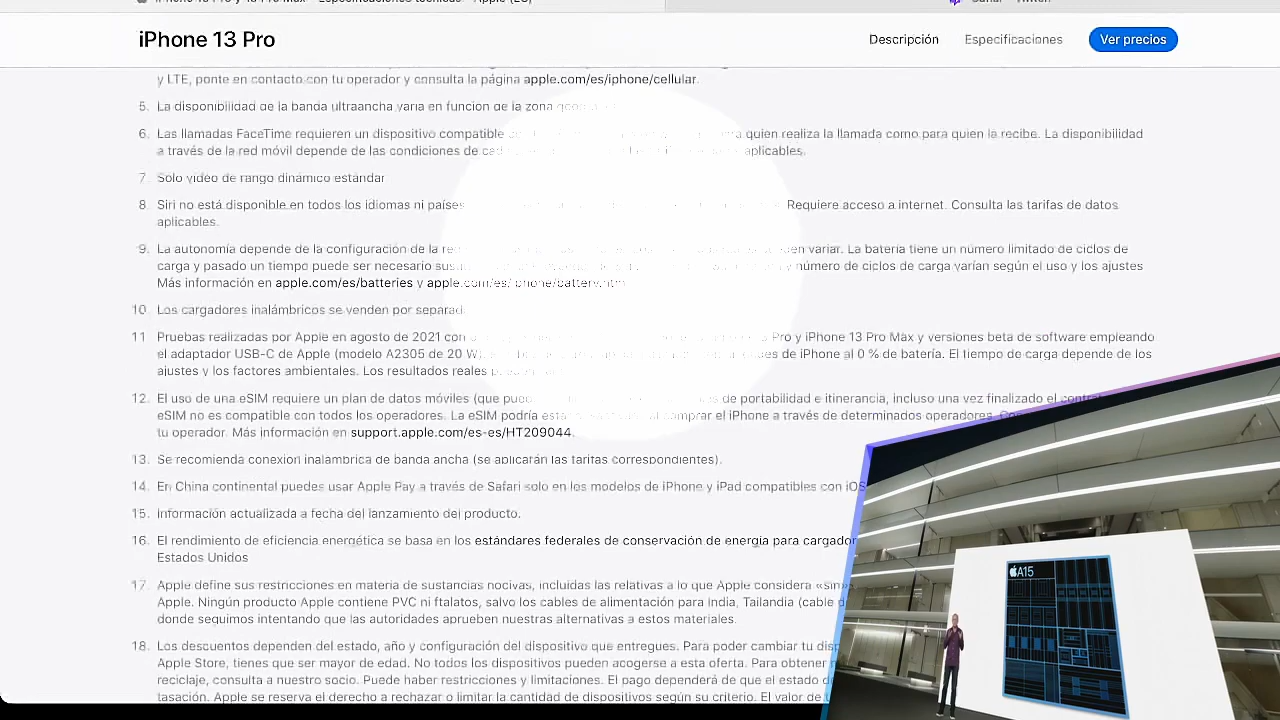 iPhone 13 Pro
Descripción
Especificaciones
Ver precios
y LTE, ponte en contacto con tu operador y consulta la página apple.com/es/iphone/cellular.
5. La disponibilidad de la banda ultraancha varía en función de la zona
6. Las llamadas FaceTime requieren un dispositivo compatible quien realiza la llamada como para quien la recibe. La disponibilidad
a través de la red móvil depende de las condiciones de aplicables.
7. Solo vídeo de rango dinámico estándar
8. Siri no está disponible en todos los idiomas ni países Requiere acceso a internet. Consulta las tarifas de datos
aplicables.
9. La autonomía depende de la configuración de la variar. La batería tiene un número limitado de ciclos de
carga y pasado un tiempo puede ser necesario y número de ciclos de carga varían según el uso y los ajustes
Más información en apple.com/es/batteries y
10. Los cargadores inalámbricos se venden por
11 Pruebas realizadas por Apple en agosto de 2021 Pro y iPhone 13 Pro Max y versiones beta de software empleando
el adaptador USB-C de Apple (modelo A2305 de 20 W) de iPhone al 0 % de batería. El tiempo de carga depende de los
ajustes y los factores ambientales. Los resultados reales
12. El uso de una eSIM requiere un plan de datos móviles (que de portabilidad e itinerancia, incluso una vez finalizado el
eSIM no es compatible con todos los operadores. La eSIM podría comprar el iPhone a través de determinados operadores.
tu operador. Más información en support.apple.com/es-es/HT209044.
13. Se recomienda conexión inalámbrica de banda ancha (se aplicarán las tarifas correspondientes).
14. En China continental puedes usar Apple Pay a través de Safari solo en los modelos de iPhone y iPad compatibles con iOS
15. Información actualizada a fecha del lanzamiento del producto.
16. El rendimiento de eficiencia energética se basa en los estándares federales de conservación de energía para
Estados Unidos
17. Apple define sus restricciones en materia de sustancias nocivas, incluidas las relativas a lo que Apple considera
Apple. Ningún producto Apple contiene PVC ni ftalatos, salvo los cables de alimentación para India, Tailandia (cable
donde seguimos intentando que las autoridades aprueben nuestras alternativas a estos materiales.
18. Los descuentos dependen del estado, año y configuración del dispositivo que entregues. Para poder cambiar tu
Apple Store, tienes que ser mayor de edad. No todos los dispositivos pueden acogerse a esta oferta. Para obtener
reciclaje, consulta a nuestro socio. Puede haber restricciones y limitaciones. El pago dependerá de que el estado
tasación. Apple se reserva el derecho a rechazar o limitar la cantidad de dispositivos según su criterio. El valor de
A15